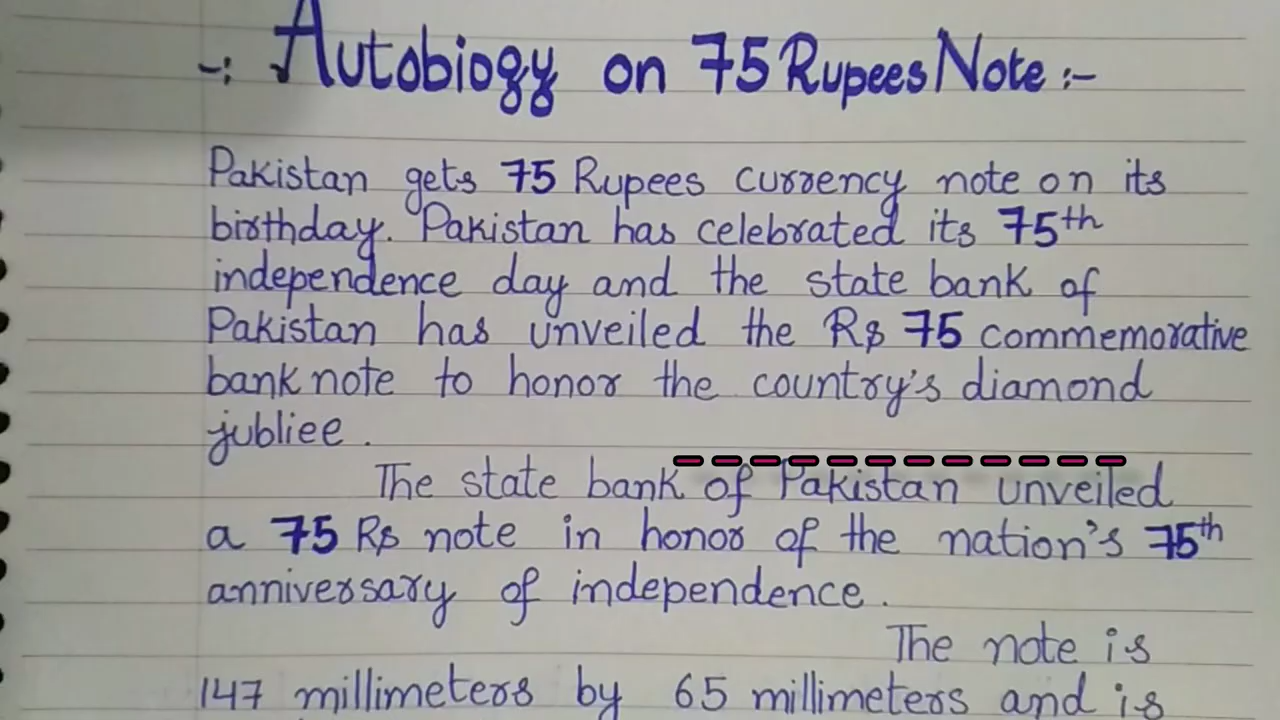 -: Autobiogy on 75 Rupees Note :-
Pakistan gets 75 Rupees currency note on its
birthday. Pakistan has celebrated its 75th
independence day and the state bank of
Pakistan has unveiled the Rs 75 commemorative
bank note to honor the country's diamond
jubliee.
The state bank of Pakistan unveiled
a 75 Rs note in honor of the nation's 75th
anniversary of independence.
The note is
147 millimeters by 65 millimeters and is